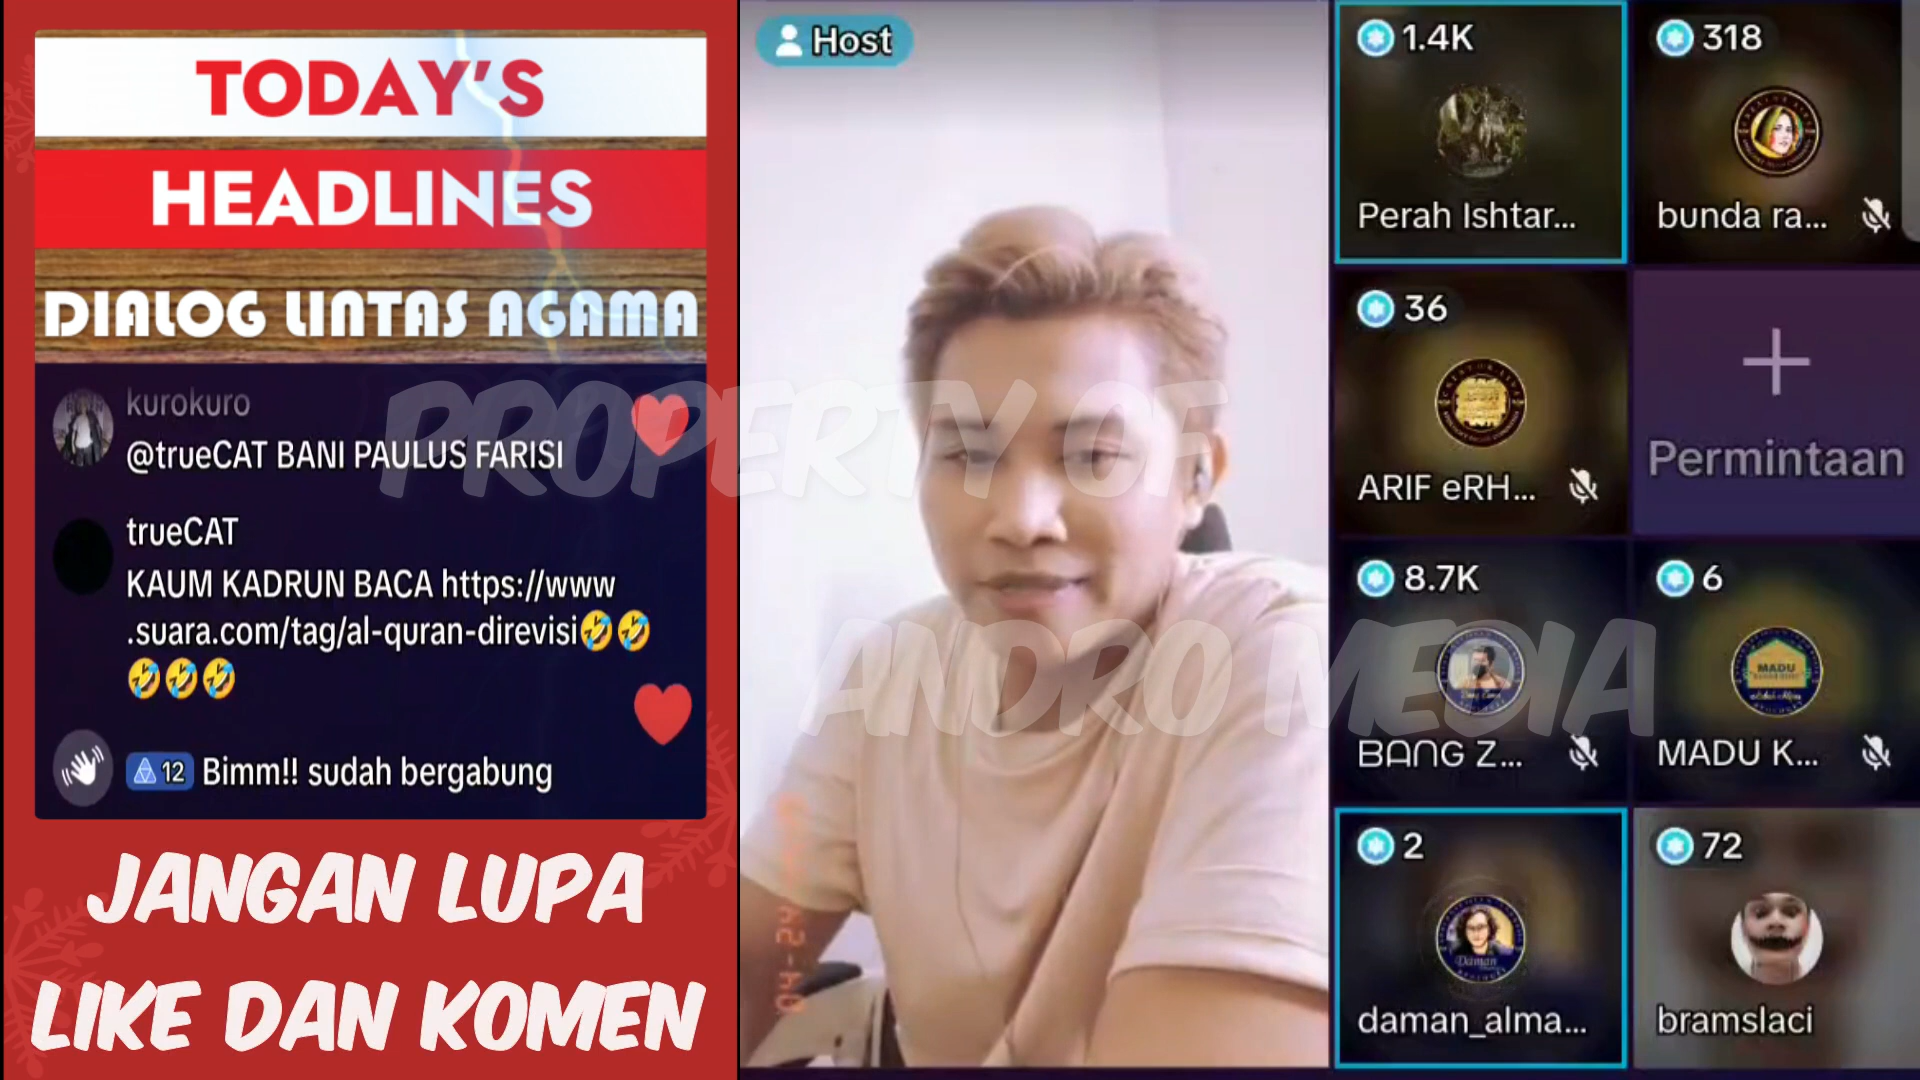 TODAY'S
HEADLINES
DIALOG LINTAS AGAMA
kurokuro
@trueCAT BANI PAULUS FARISI
trueCAT
KAUM KADRUN BACA https://www
.suara.com/tag/al-quran-direvisi🤣🤣
🤣🤣🤣
12 Bimm!! sudah bergabung
JANGAN LUPA
LIKE DAN KOMEN
Host
PROPERTY OF
ANDRO MEDIA
1.4K
Perah Ishtar...
318
bunda ra...
36
ARIF eRH...
Permintaan
8.7K
BANG Z...
6
MADU
MADU K...
2
Daman
daman_alma...
72
bramslaci